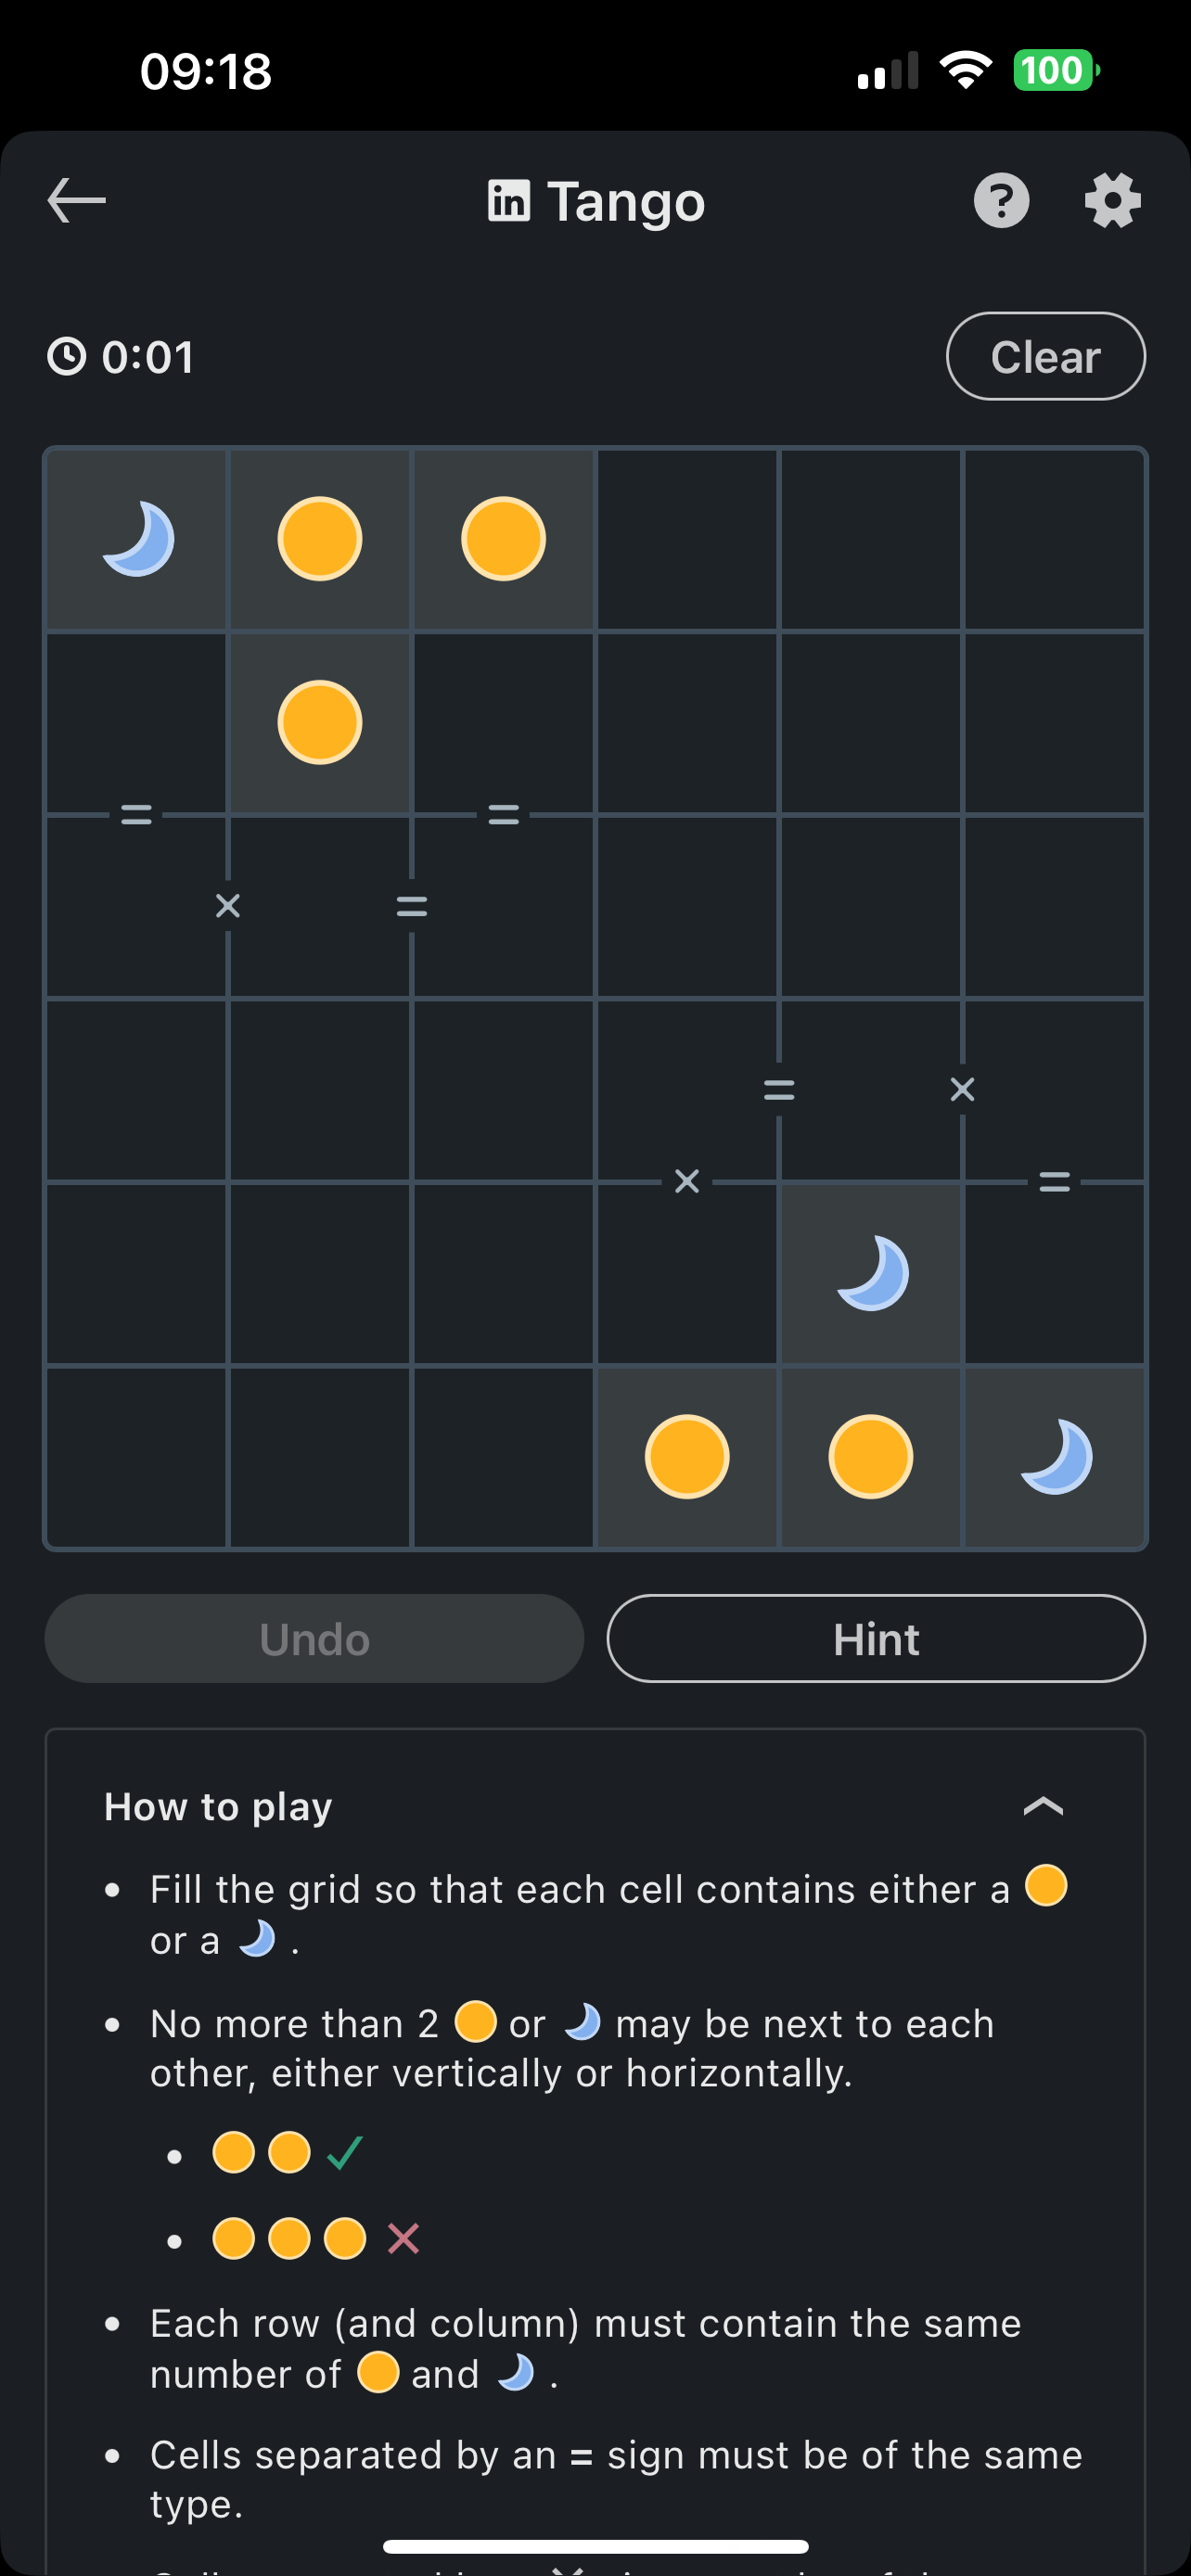 09:18
100
in Tango
?
0:01
Clear
= =
× =
= ×
× =
Undo
Hint
How to play
• Fill the grid so that each cell contains either a
or a .
• No more than 2 or may be next to each
other, either vertically or horizontally.
• Each row (and column) must contain the same
number of and .
• Cells separated by an = sign must be of the same
type.